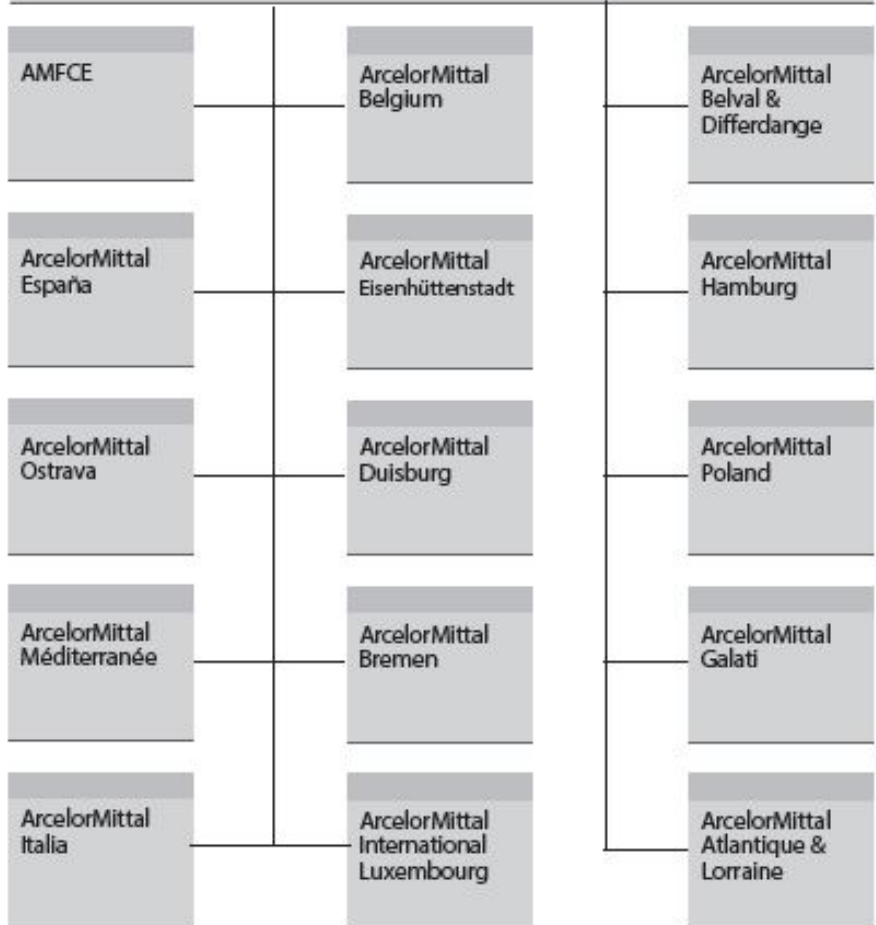 AMFCE
ArcelorMittal
Belgium
ArcelorMittal
Belval &
Differdange
ArcelorMittal
España
ArcelorMittal
Eisenhüttenstadt
ArcelorMittal
Hamburg
ArcelorMittal
Ostrava
ArcelorMittal
Duisburg
ArcelorMittal
Poland
ArcelorMittal
Méditerranée
ArcelorMittal
Bremen
ArcelorMittal
Galati
ArcelorMittal
Italia
ArcelorMittal
International
Luxembourg
ArcelorMittal
Atlantique &
Lorraine